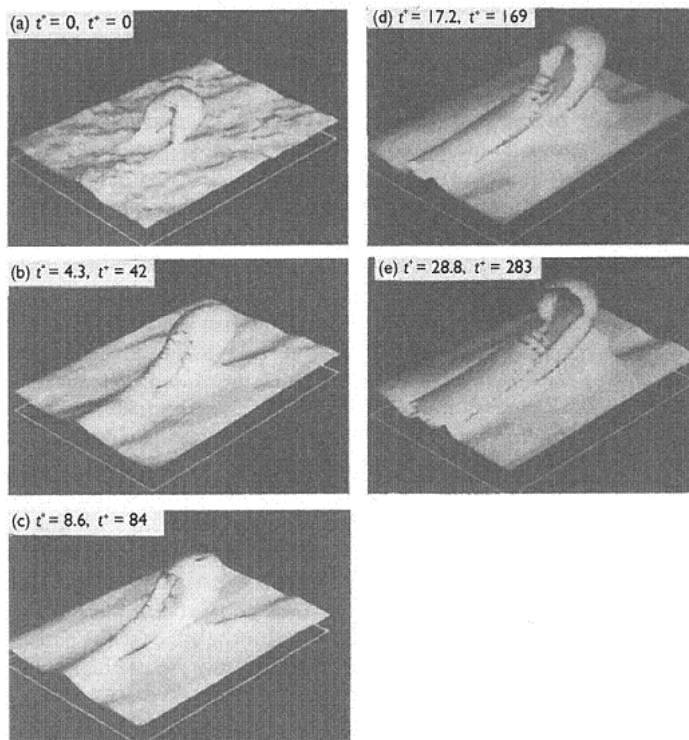 (a) t* = 0, t⁺ = 0
(b) t* = 4.3, t⁺ = 42
(c) t* = 8.6, t⁺ = 84
(d) t* = 17.2, t⁺ = 169
(e) t* = 28.8, t⁺ = 283